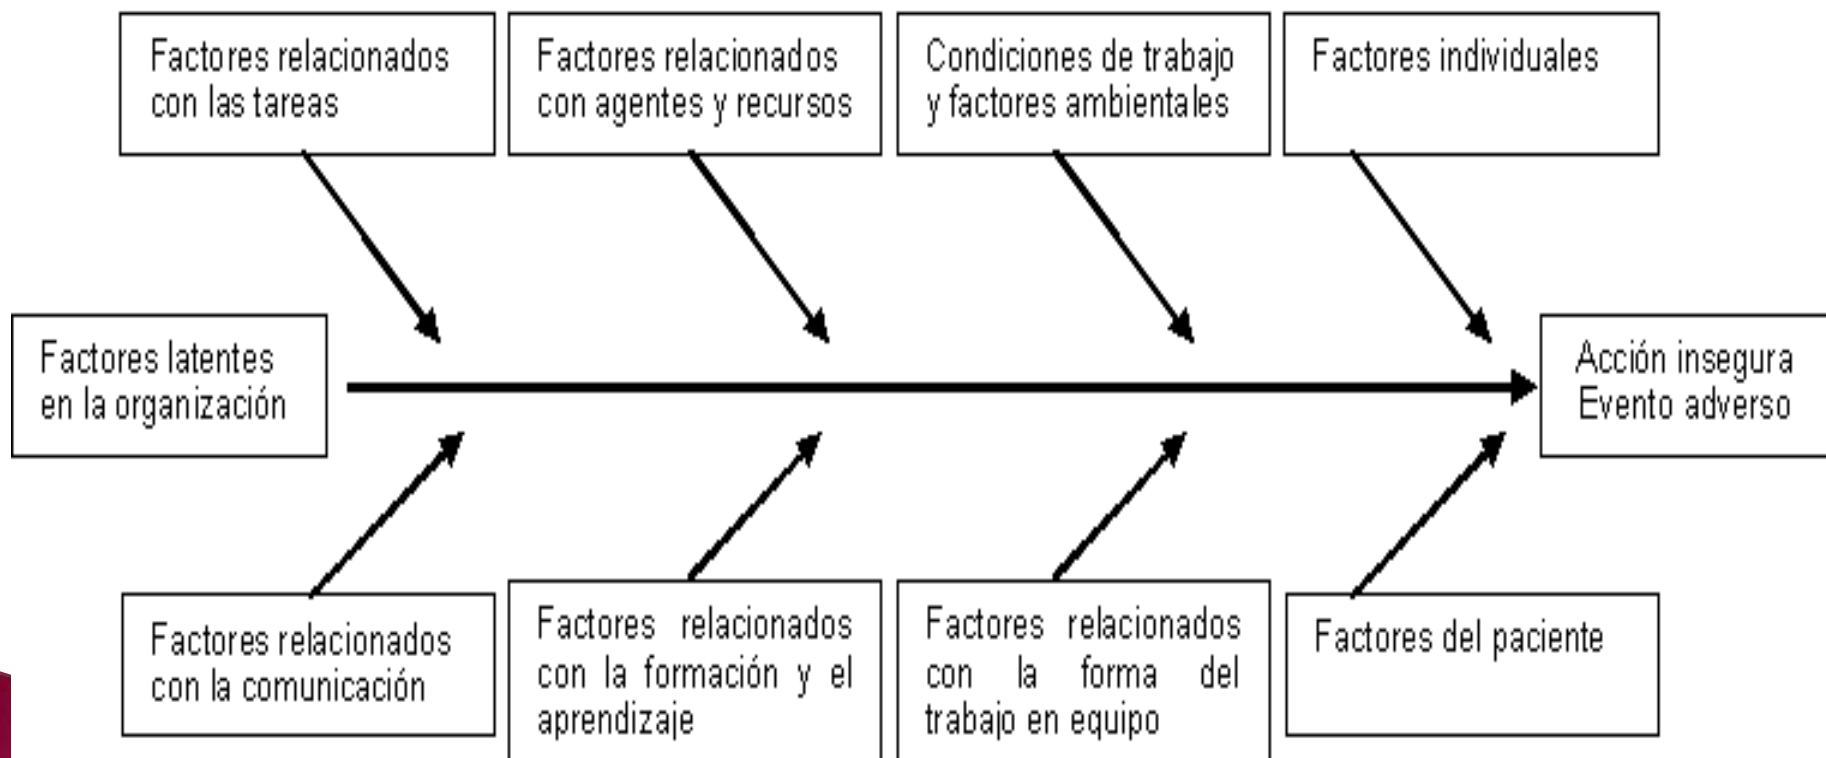 Factores relacionados
con las tareas
Factores relacionados
con agentes y recursos
Condiciones de trabajo
y factores ambientales
Factores individuales
Factores latentes
en la organización
Acción insegura
Evento adverso
Factores relacionados
con la comunicación
Factores relacionados
con la formación y el
aprendizaje
Factores relacionados
con la forma del
trabajo en equipo
Factores del paciente